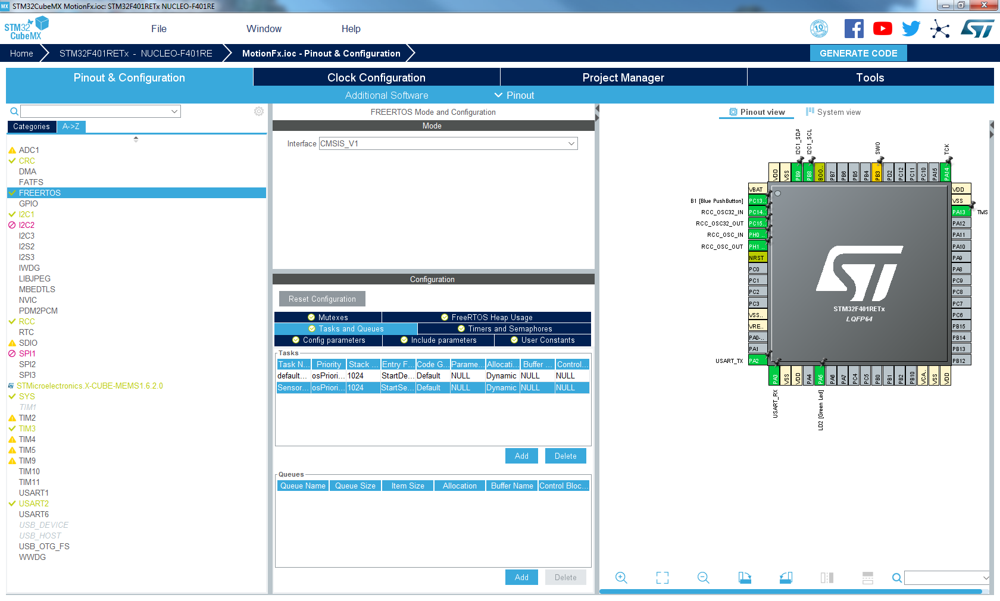 MX STM32CubeMX MotionFx.ioc: STM32F401RETx NUCLEO-F401RE
STM32 CubeMX
File Window Help
10
ST
Home STM32F401RETx - NUCLEO-F401RE MotionFx.ioc - Pinout & Configuration GENERATE CODE
Pinout & Configuration Clock Configuration Project Manager Tools
Additional Software Pinout
Categories A->Z
ADC1
CRC
DMA
FATFS
FREERTOS
GPIO
I2C1
I2C2
I2C3
I2S2
I2S3
IWDG
LIBJPEG
MBEDTLS
NVIC
PDM2PCM
RCC
RTC
SDIO
SPI1
SPI2
SPI3
STMicroelectronics.X-CUBE-MEMS1.6.2.0
SYS
TIM1
TIM2
TIM3
TIM4
TIM5
TIM9
TIM10
TIM11
USART1
USART2
USART6
USB_DEVICE
USB_HOST
USB_OTG_FS
WWDG
FREERTOS Mode and Configuration
Mode
Interface CMSIS_V1
Configuration
Reset Configuration
Mutexes FreeRTOS Heap Usage
Tasks and Queues Timers and Semaphores
Config parameters Include parameters User Constants
Tasks
Task N... Priority Stack ... Entry F... Code G... Parame... Allocati... Buffer ... Control...
default... osPriori... 1024 StartDe... Default NULL Dynamic NULL NULL
Sensor... osPriori... 1024 StartSe... Default NULL Dynamic NULL NULL
Add Delete
Queues
Queue Name Queue Size Item Size Allocation Buffer Name Control Bloc...
Add Delete
Pinout view System view
I2C1_SDA I2C1_SCL SWO TCK
VDD VSS PB9 PB8 BOO.. PB7 PB6 PB5 PB4 PB3 PD2 PC12 PC11 PC10 PA15 PA14
VBAT VDD
B1 [Blue PushButton] PC13.. VSS
RCC_OSC32_IN PC14.. PA13 TMS
RCC_OSC32_OUT PC15.. PA12
RCC_OSC_IN PH0 .. PA11
RCC_OSC_OUT PH1 .. PA10
NRST PA9
PC0 PA8
PC1 PC9
PC2 PC8
PC3 PC7
VSS.. PC6
VRE.. PB15
PA0-.. PB14
PA1 PB13
USART_TX PA2 PB12
ST
STM32F401RETx
LQFP64
PA3 VSS VDD PA4 PA5 PA6 PA7 PC4 PC5 PB0 PB1 PB2 PB10 VCA.. VSS VDD
USART_RX LD2 [Green Led]